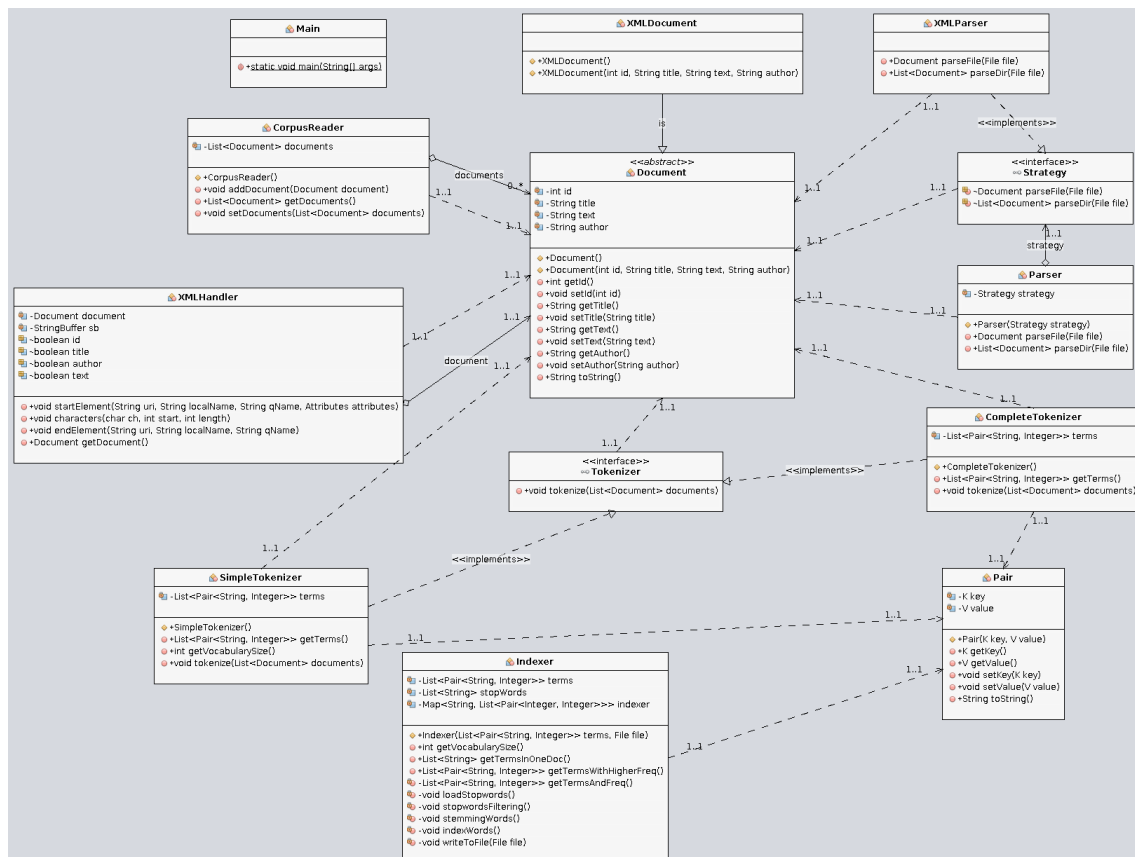 Main
+static void main(String[] args)
XMLDocument
+XMLDocument()
+XMLDocument(int id, String title, String text, String author)
XMLParser
+Document parseFile(File file)
+List<Document> parseDir(File file)
CorpusReader
-List<Document> documents
+CorpusReader()
+void addDocument(Document document)
+List<Document> getDocuments()
+void setDocuments(List<Document> documents)
is
documents
0..*
1..1
1..1
<<abstract>>
Document
-int id
-String title
-String text
-String author
+Document()
+Document(int id, String title, String text, String author)
+int getId()
+void setId(int id)
+String getTitle()
+void setTitle(String title)
+String getText()
+void setText(String text)
+String getAuthor()
+void setAuthor(String author)
+String toString()
1..1
1..1
<<implements>>
<<interface>>
Strategy
~Document parseFile(File file)
~List<Document> parseDir(File file)
1..1
1..1
1..1
strategy
Parser
-Strategy strategy
+Parser(Strategy strategy)
+Document parseFile(File file)
+List<Document> parseDir(File file)
1..1
1..1
XMLHandler
-Document document
-StringBuffer sb
~boolean id
~boolean title
~boolean author
~boolean text
+void startElement(String uri, String localName, String qName, Attributes attributes)
+void characters(char ch, int start, int length)
+void endElement(String uri, String localName, String qName)
+Document getDocument()
1..1
1..1
1..1
document
1..1
1..1
1..1
1..1
1..1
1..1
<<interface>>
Tokenizer
+void tokenize(List<Document> documents)
<<implements>>
CompleteTokenizer
-List<Pair<String, Integer>> terms
+CompleteTokenizer()
+List<Pair<String, Integer>> getTerms()
+void tokenize(List<Document> documents)
1..1
1..1
<<implements>>
SimpleTokenizer
-List<Pair<String, Integer>> terms
+SimpleTokenizer()
+List<Pair<String, Integer>> getTerms()
+int getVocabularySize()
+void tokenize(List<Document> documents)
1..1
1..1
Pair
-K key
-V value
+Pair(K key, V value)
+K getKey()
+V getValue()
+void setKey(K key)
+void setValue(V value)
+String toString()
Indexer
-List<Pair<String, Integer>> terms
-List<String> stopWords
-Map<String, List<Pair<Integer, Integer>>> indexer
+Indexer(List<Pair<String, Integer>> terms, File file)
+int getVocabularySize()
+List<String> getTermsInOneDoc()
+List<Pair<String, Integer>> getTermsWithHigherFreq()
-List<Pair<String, Integer>> getTermsAndFreq()
-void loadStopwords()
-void stopwordsFiltering()
-void stemmingWords()
-void indexWords()
-void writeToFile(File file)
1..1
1..1